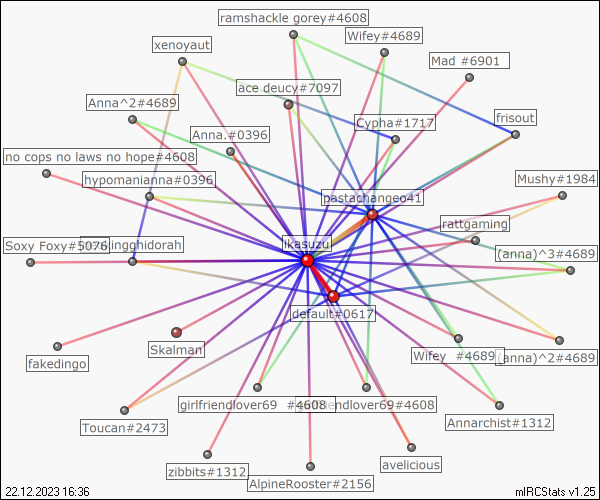 ramshackle gorey#4608
Wifey#4689
xenoyaut
Mad #6901
ace deucy#7097
Anna^2#4689
Cypha#1717
frisout
Anna.#0396
no cops no laws no hope#4608
hypomanianna#0396
Mushy#1984
pastachangeo41
rattgaming
ikasuzu
Soxy Foxy#5076
ghidorah
(anna)^3#4689
default#0617
Skalman
fakedingo
Wifey #4689
(anna)^2#4689
girlfriendlover69 #4608
endlover69#4608
Toucan#2473
Annarchist#1312
zibbits#1312
avelicious
AlpineRooster#2156
22.12.2023 16:36
mIRCStats v1.25